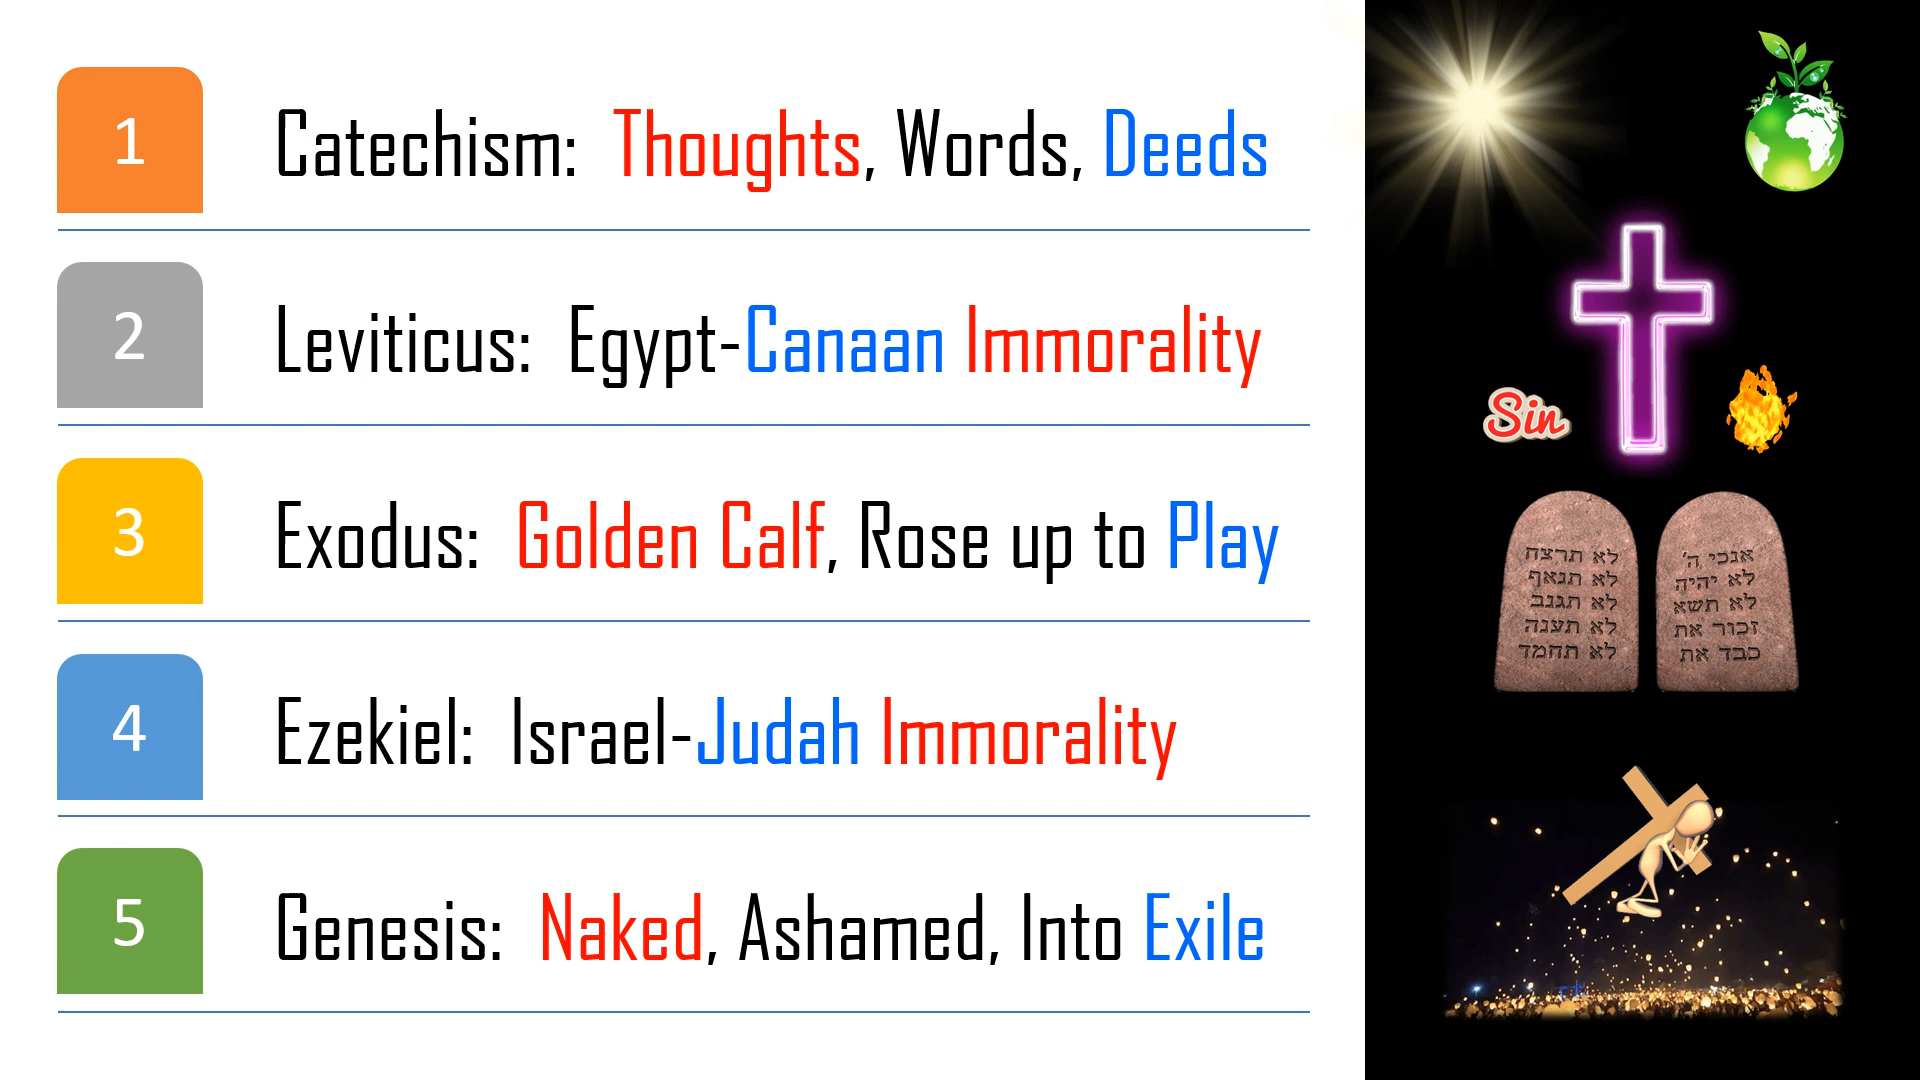 1
Catechism: Thoughts, Words, Deeds
2
Leviticus: Egypt-Canaan Immorality
3
Exodus: Golden Calf, Rose up to Play
4
Ezekiel: Israel-Judah Immorality
5
Genesis: Naked, Ashamed, Into Exile
Sin
אנכי ה'
לא יהיה
לא תשא
זכור את
כבד את
לא תרצח
לא תנאף
לא תגנב
לא תענה
לא תחמד